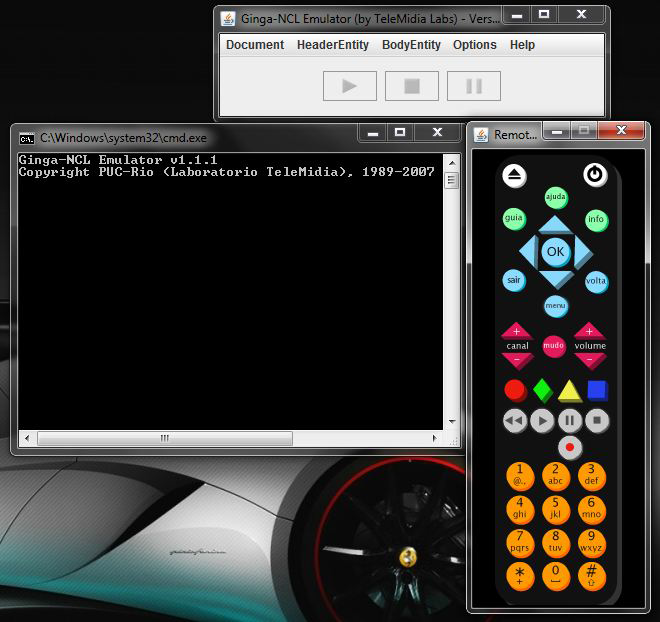 Ginga-NCL Emulator (by TeleMidia Labs) - Vers...
Document HeaderEntity BodyEntity Options Help
C:\Windows\system32\cmd.exe
Ginga-NCL Emulator v1.1.1
Copyright PUC-Rio (Laboratorio TeleMidia), 1989-2007
Remot...
ajuda
guia info
OK
sair volta
menu
+ +
canal mudo volume
- -
1 2 3
@., abc def
4 5 6
ghi jkl mno
7 8 9
pqrs tuv wxyz
* 0 #
+
pininfarina